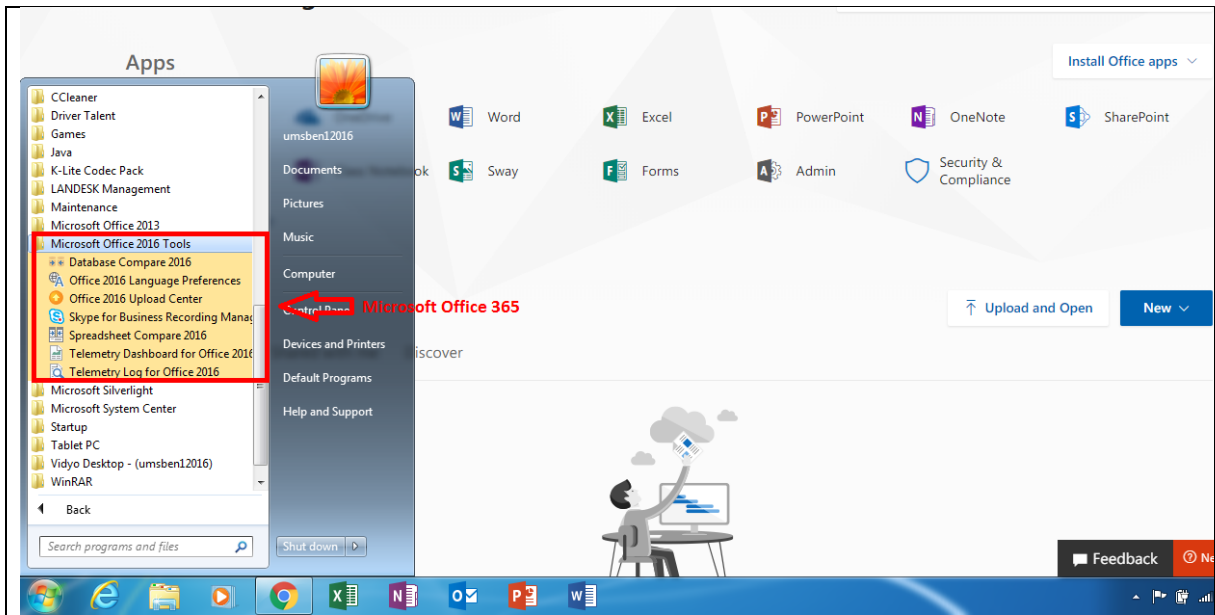 Apps
Install Office apps
CCleaner
Driver Talent
Games
Java
K-Lite Codec Pack
LANDESK Management
Maintenance
Microsoft Office 2013
Microsoft Office 2016 Tools
Database Compare 2016
Office 2016 Language Preferences
Office 2016 Upload Center
Skype for Business Recording Manag
Spreadsheet Compare 2016
Telemetry Dashboard for Office 2016
Telemetry Log for Office 2016
Microsoft Silverlight
Microsoft System Center
Startup
Tablet PC
Vidyo Desktop - (umsben12016)
WinRAR
Back
Search programs and files
umsben12016
Documents
Pictures
Music
Computer
Control Panel
Devices and Printers
Default Programs
Help and Support
Shut down
Microsoft Office 365
OneDrive
Word
Excel
PowerPoint
OneNote
SharePoint
ok
Sway
Forms
Admin
Security &
Compliance
Upload and Open
New
iscover
Feedback
Ne